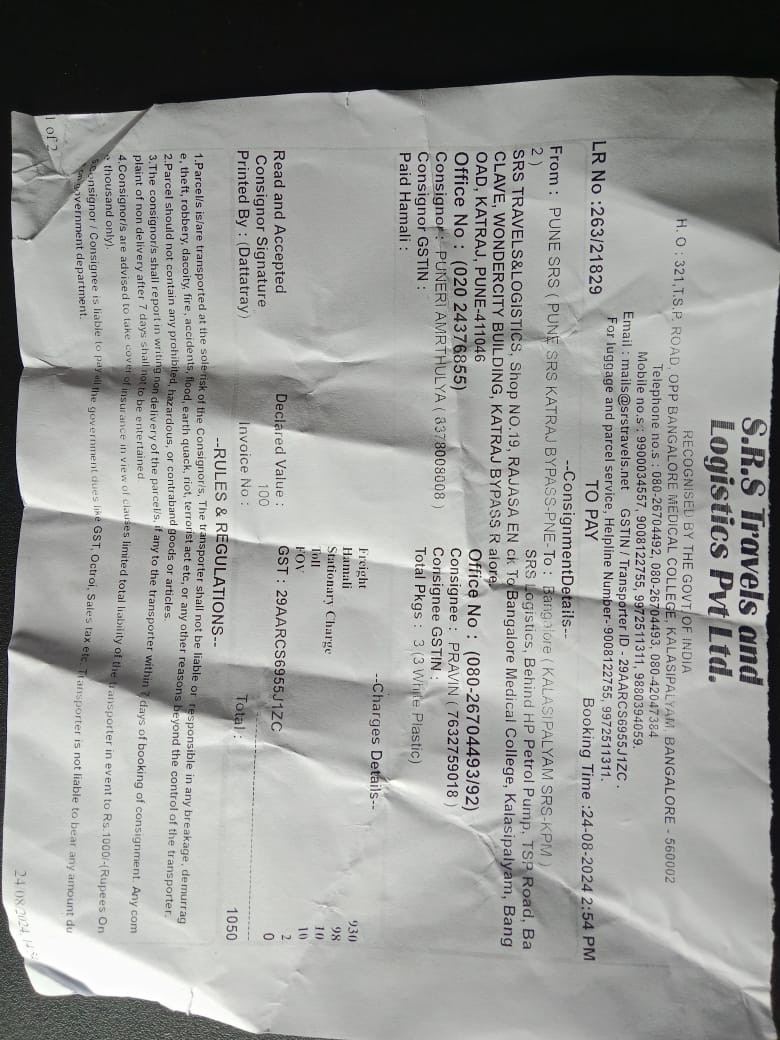 S.R.S Travels and
Logistics Pvt Ltd.
RECOGNISED BY THE GOVT OF INDIA
H. O : 321,T.S.P. ROAD, OPP BANGALORE MEDICAL COLLEGE, KALASIPALYAM, BANGALORE - 560002
Telephone no.s : 080-26704492, 080-26704493, 080-42047384
Mobile no.s : 9900034557, 9008122755, 9972511311, 9880394059,
Email : mails@srstravels.net GSTIN / Transporter ID - 29AARCS6955J1ZC .
For luggage and parcel service, Helpline Number- 9008122755, 9972511311.
LR No :263/21829 TO PAY Booking Time :24-08-2024 2:54 PM
--ConsignmentDetails--
From : PUNE SRS ( PUNE SRS KATRAJ BYPASS-PNE-
2 )
SRS TRAVELS&LOGISTICS, Shop NO.19, RAJASA EN
CLAVE, WONDERCITY BUILDING, KATRAJ BYPASS R
OAD, KATRAJ, PUNE-411046
Office No : (020 24376855)
Consignor : PUNERI AMRTHULYA ( 8378009008 )
Consignor GSTIN :
Paid Hamali :
To : Bangalore ( KALASIPALYAM SRS-KPM )
SRS Logistics, Behind HP Petrol Pump, TSP Road, Ba
ck To Bangalore Medical College, Kalasipalyam, Bang
alore,
Office No : (080-26704493/92)
Consignee : PRAVIN ( 7632759018 )
Consignee GSTIN :
Total Pkgs : 3 (3 White Plastic)
--Charges Details--
Freight 930
Hamali 98
Stationary Charge 10
Toll 10
FOV 2
GST : 29AARCS6955J1ZC 0
Total : 1050
Read and Accepted
Consignor Signature
Printed By : (Dattatray)
Declared Value :
100
Invoice No :
--RULES & REGULATIONS--
1.Parcel/s is/are transported at the sole risk of the Consignor/s, The transporter shall not be liable or responsible in any breakage, demurrag
e, theft, robbery, dacoity, fire, accidents, flood, earth quack, riot, terrorist act etc, or any other reasons beyond the control of the transporter.
2.Parcel should not contain any prohibited, hazardous, or contraband goods or articles.
3.The consignor/s shall report in writing non delivery of the parcel/s, if any to the transporter within 7 days of booking of consignment. Any com
plaint of non delivery after 7 days shall not to be entertained
4.Consignor/s are advised to take cover of insurance in view of clauses limited total liability of the transporter in event to Rs.1000/-(Rupees On
e thousand only).
Consignor / Consignee is liable to pay all the government dues like GST, Octroi, Sales tax etc. Transporter is not liable to bear any amount du
government department.
1 of 2
24/08/2024,